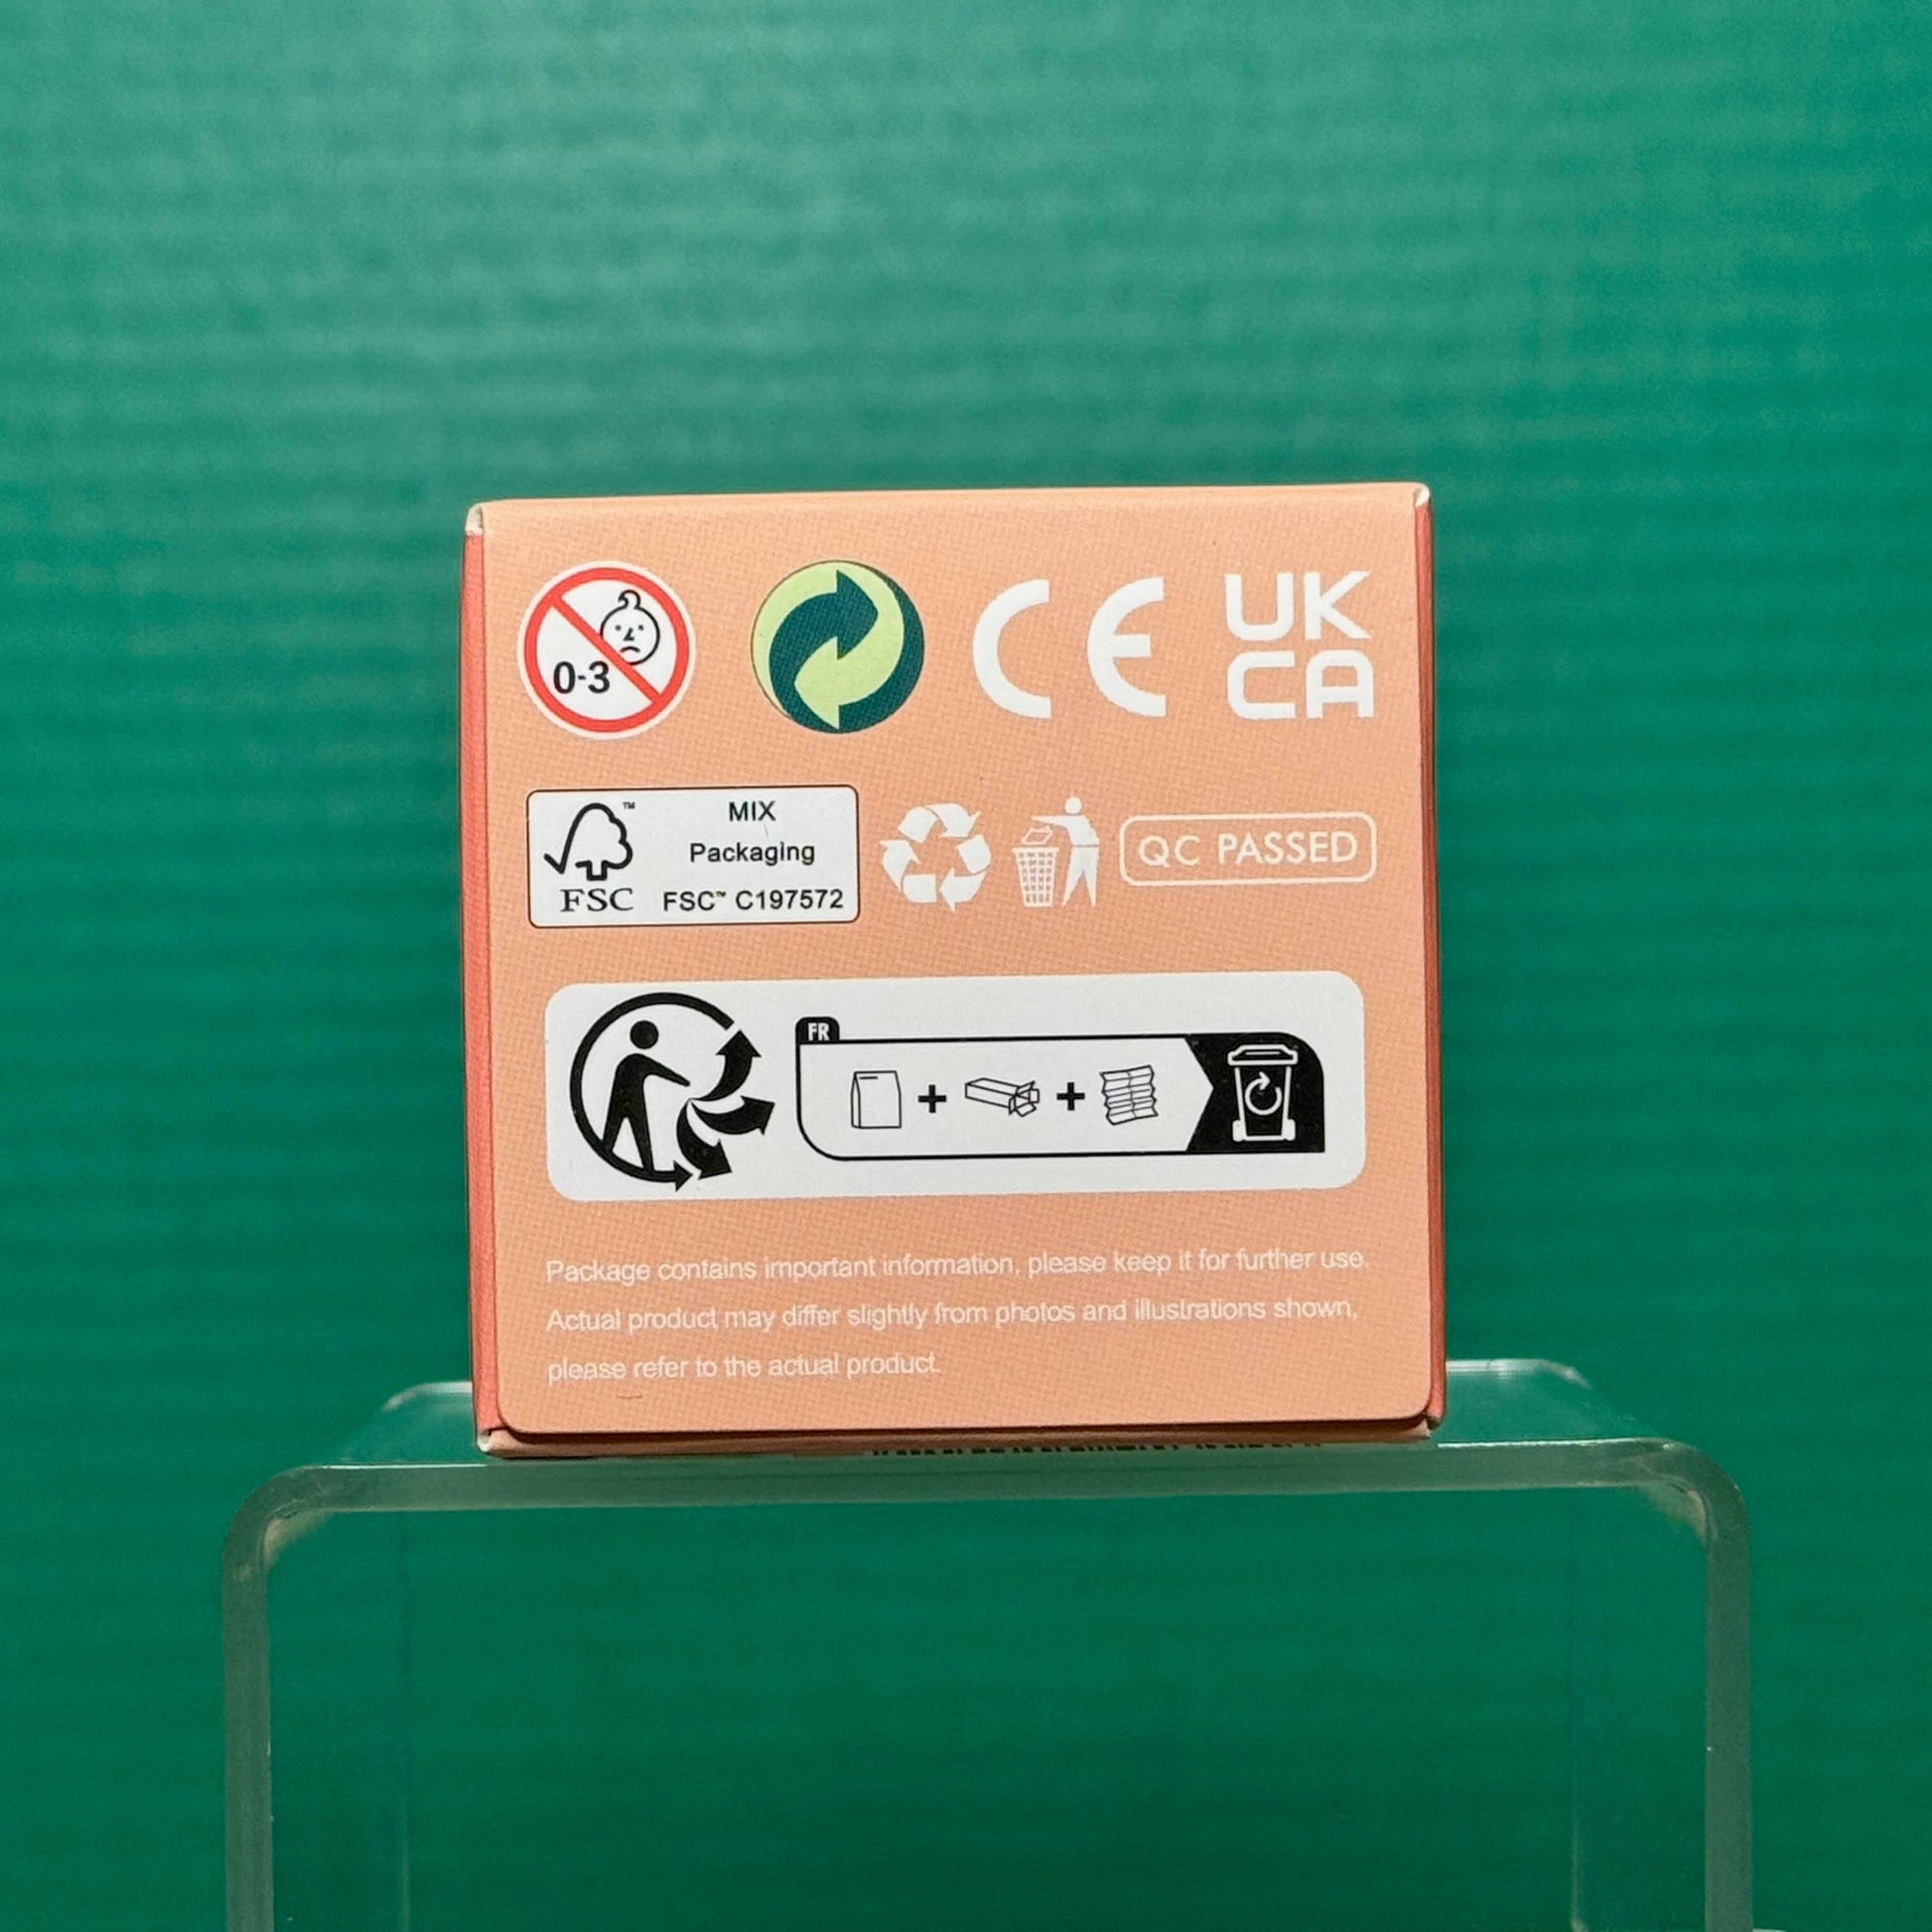 0-3
CE
UK
CA
MIX
Packaging
FSC
FSC™ C197572
QC PASSED
FR
Package contains important information, please keep it for further use.
Actual product may differ slightly from photos and illustrations shown,
please refer to the actual product.